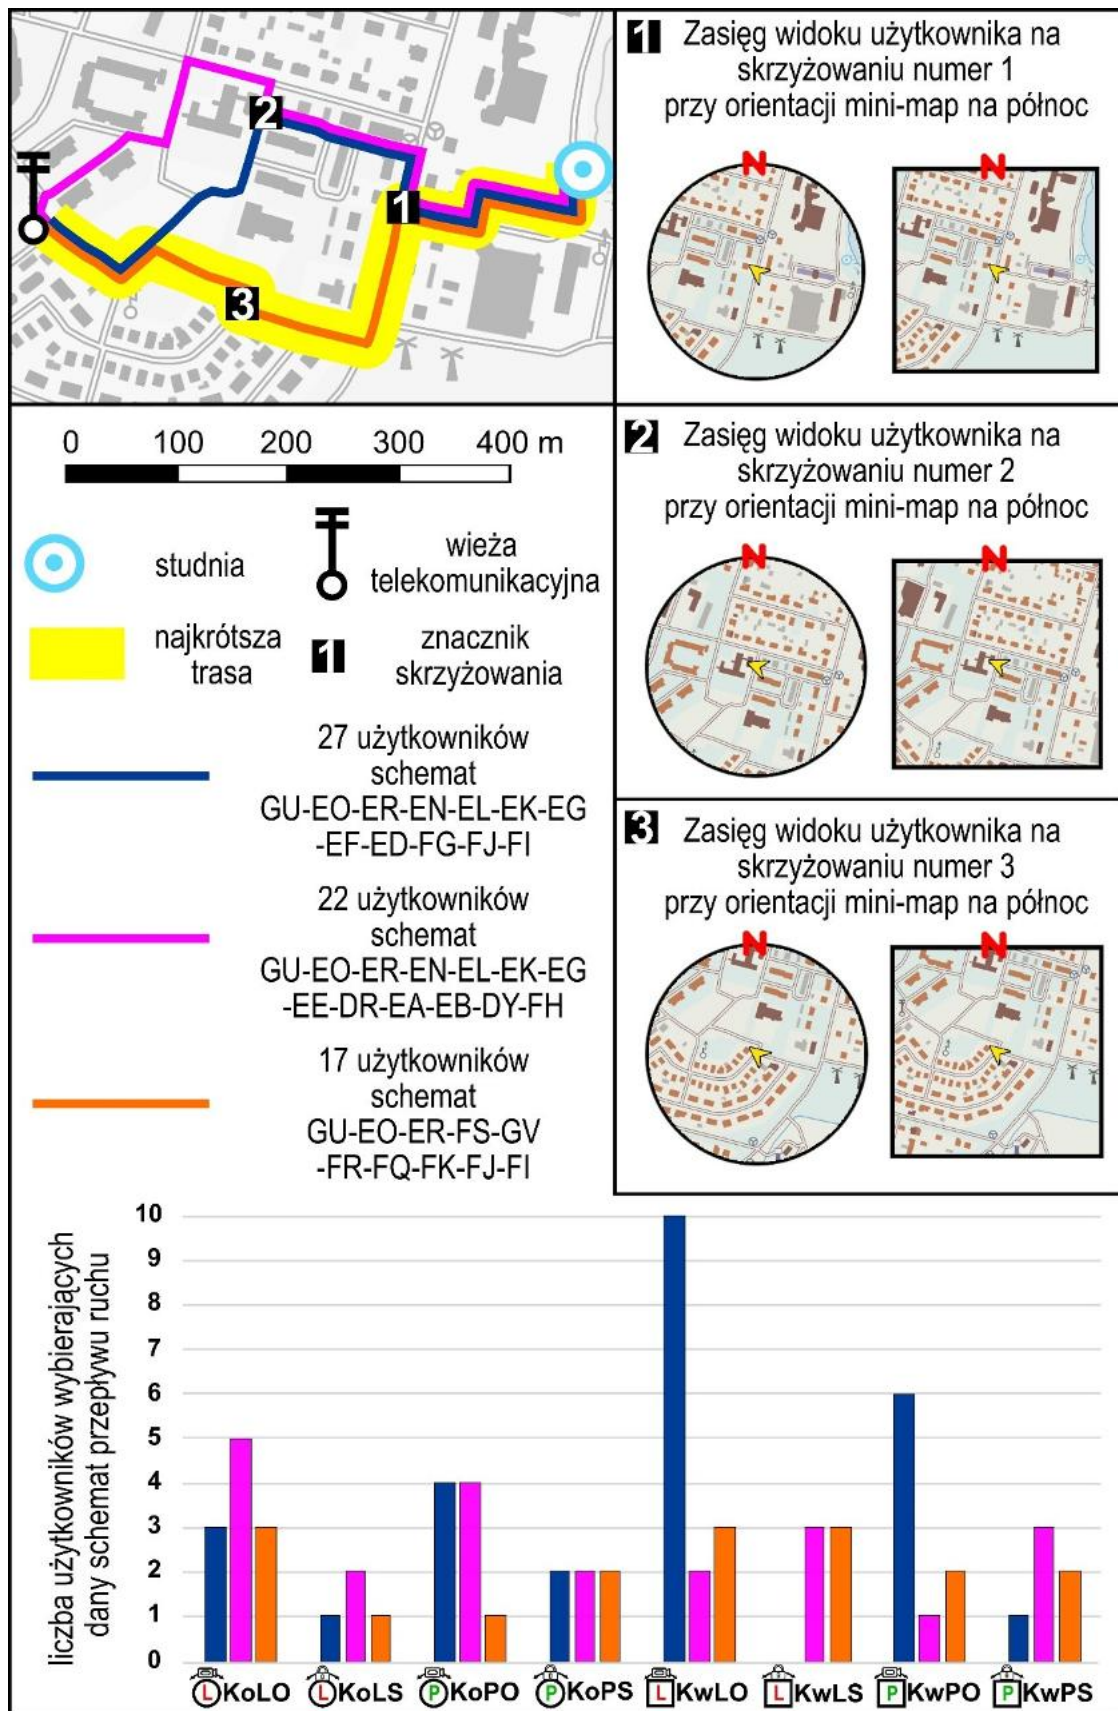 2
1
3
1 Zasięg widoku użytkownika na
skrzyżowaniu numer 1
przy orientacji mini-map na północ
N N
0 100 200 300 400 m
studnia
wieża
telekomunikacyjna
najkrótsza
trasa
1
znacznik
skrzyżowania
27 użytkowników
schemat
GU-EO-ER-EN-EL-EK-EG
-EF-ED-FG-FJ-FI
22 użytkowników
schemat
GU-EO-ER-EN-EL-EK-EG
-EE-DR-EA-EB-DY-FH
17 użytkowników
schemat
GU-EO-ER-FS-GV
-FR-FQ-FK-FJ-FI
2 Zasięg widoku użytkownika na
skrzyżowaniu numer 2
przy orientacji mini-map na północ
N N
3 Zasięg widoku użytkownika na
skrzyżowaniu numer 3
przy orientacji mini-map na północ
N N
liczba użytkowników wybierających
dany schemat przepływu ruchu
10
9
8
7
6
5
4
3
2
1
0
L KoLO L KoLS P KoPO P KoPS L KwLO L KwLS P KwPO P KwPS